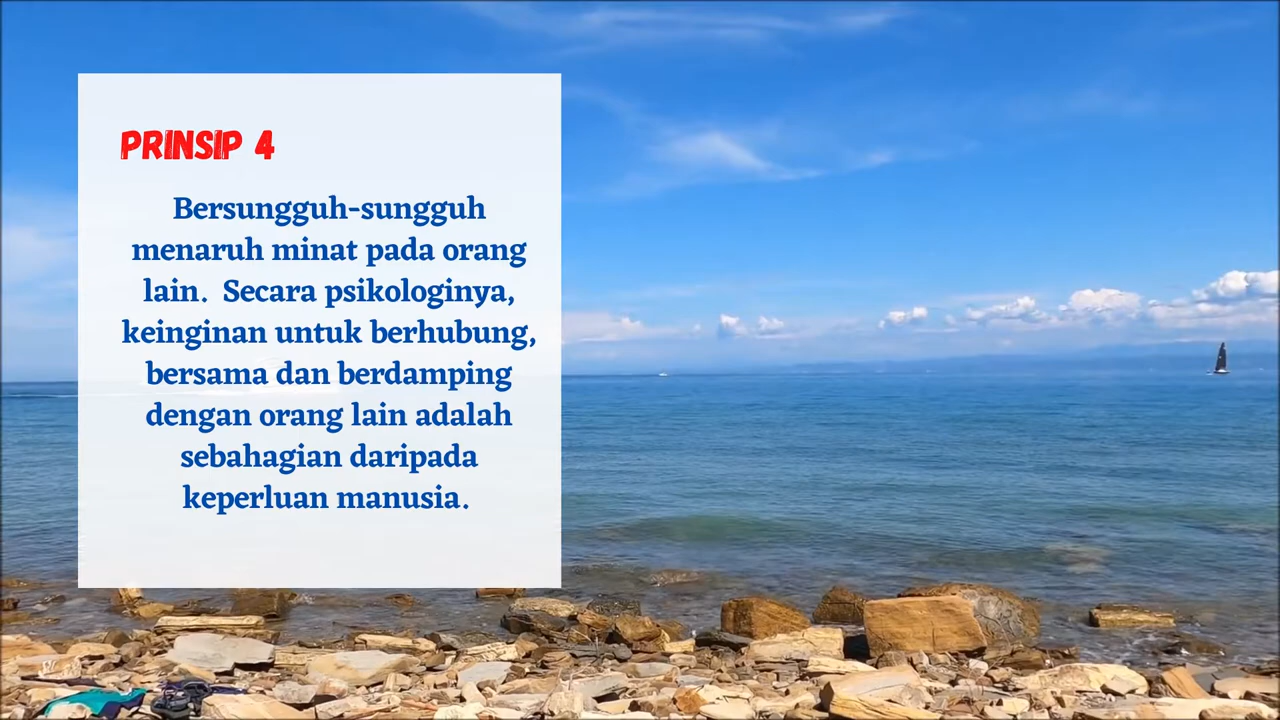 PRINSIP 4
Bersungguh-sungguh
menaruh minat pada orang
lain. Secara psikologinya,
keinginan untuk berhubung,
bersama dan berdamping
dengan orang lain adalah
sebahagian daripada
keperluan manusia.